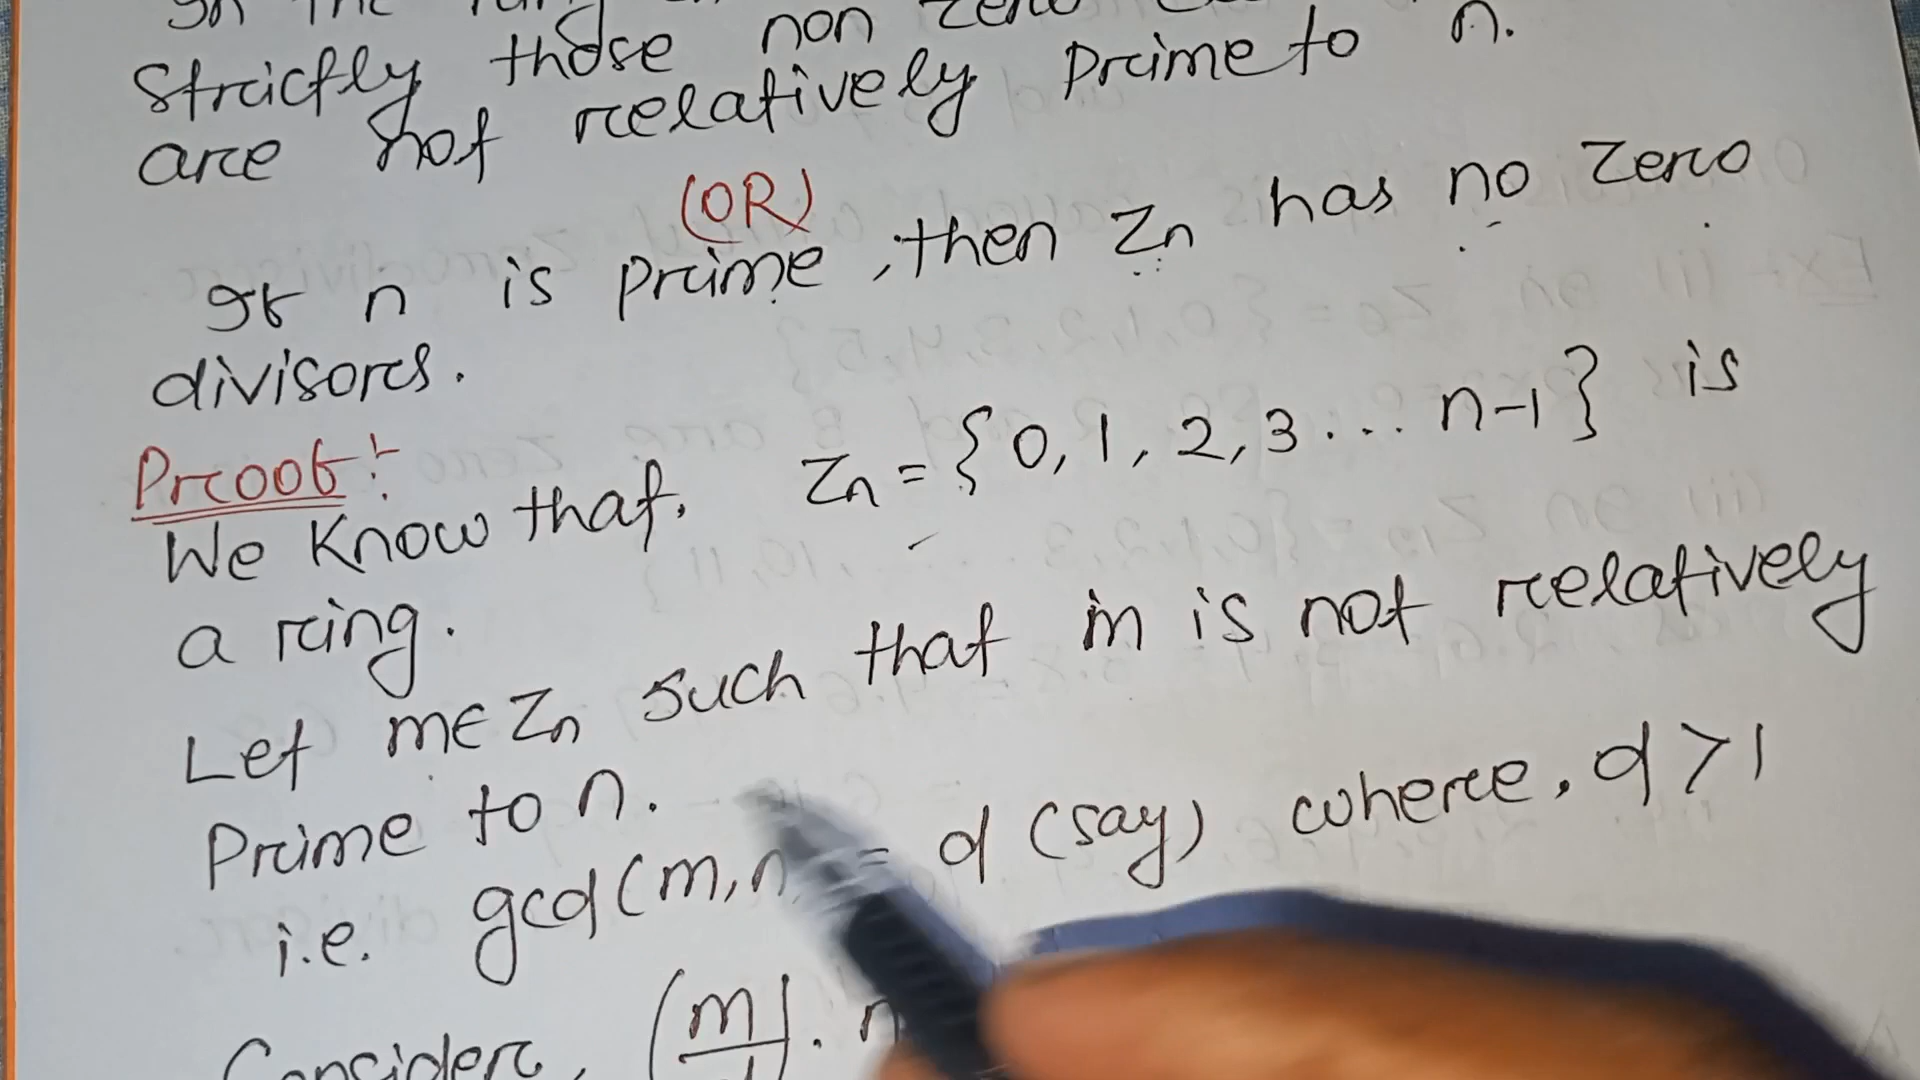 strictly those non zero
are not relatively Prime to n.
(OR)
If n is Prime, then Zn has no zero
divisors.
Proof :-
We Know that, Zn = {0, 1, 2, 3 ... n-1} is
a ring.
Let m∈Zn such that m is not relatively
Prime to n.
i.e. gcd(m,n = d (say) where, d > 1
Consider, (m/d). n